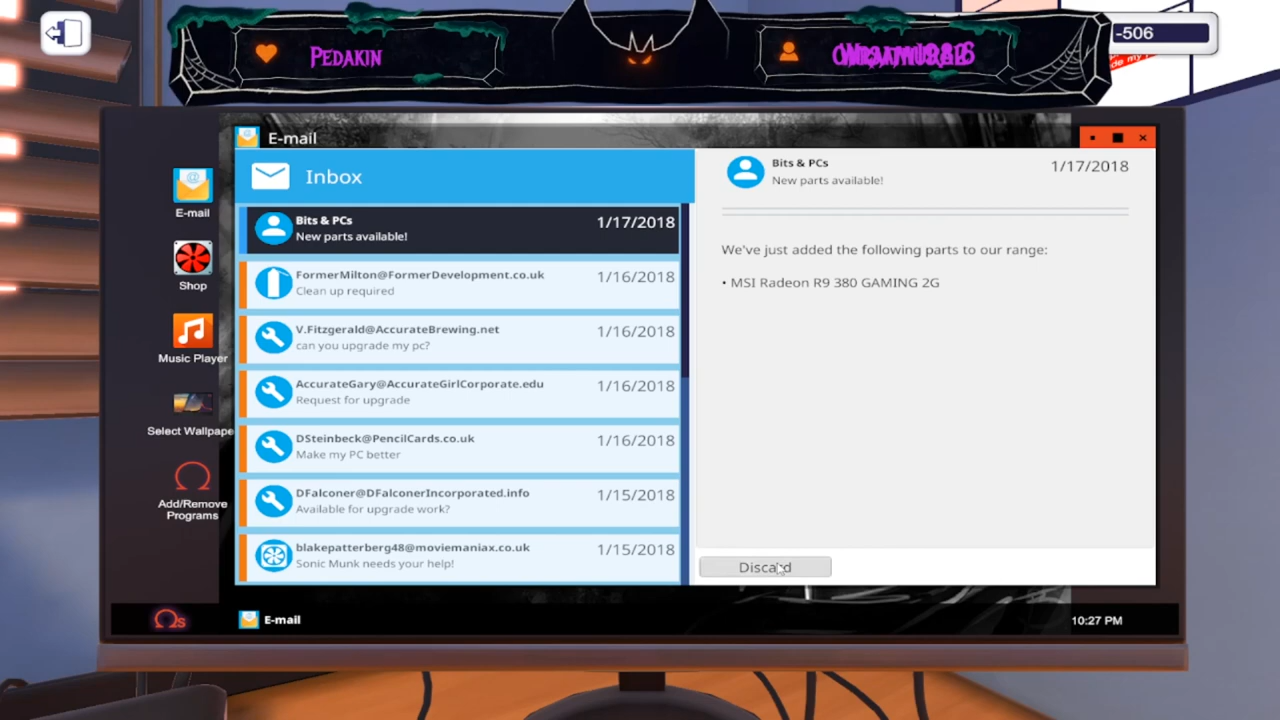 PEDAKIN
-506
E-mail
Inbox
Bits & PCs
New parts available!
1/17/2018
FormerMilton@FormerDevelopment.co.uk
Clean up required
1/16/2018
V.Fitzgerald@AccurateBrewing.net
can you upgrade my pc?
1/16/2018
AccurateGary@AccurateGirlCorporate.edu
Request for upgrade
1/16/2018
DSteinbeck@PencilCards.co.uk
Make my PC better
1/16/2018
DFalconer@DFalconerIncorporated.info
Available for upgrade work?
1/15/2018
blakepatterberg48@moviemaniax.co.uk
Sonic Munk needs your help!
1/15/2018
Bits & PCs
New parts available!
1/17/2018
We've just added the following parts to our range:
• MSI Radeon R9 380 GAMING 2G
Discard
E-mail
Shop
Music Player
Select Wallpape
Add/Remove
Programs
Ωs
E-mail
10:27 PM